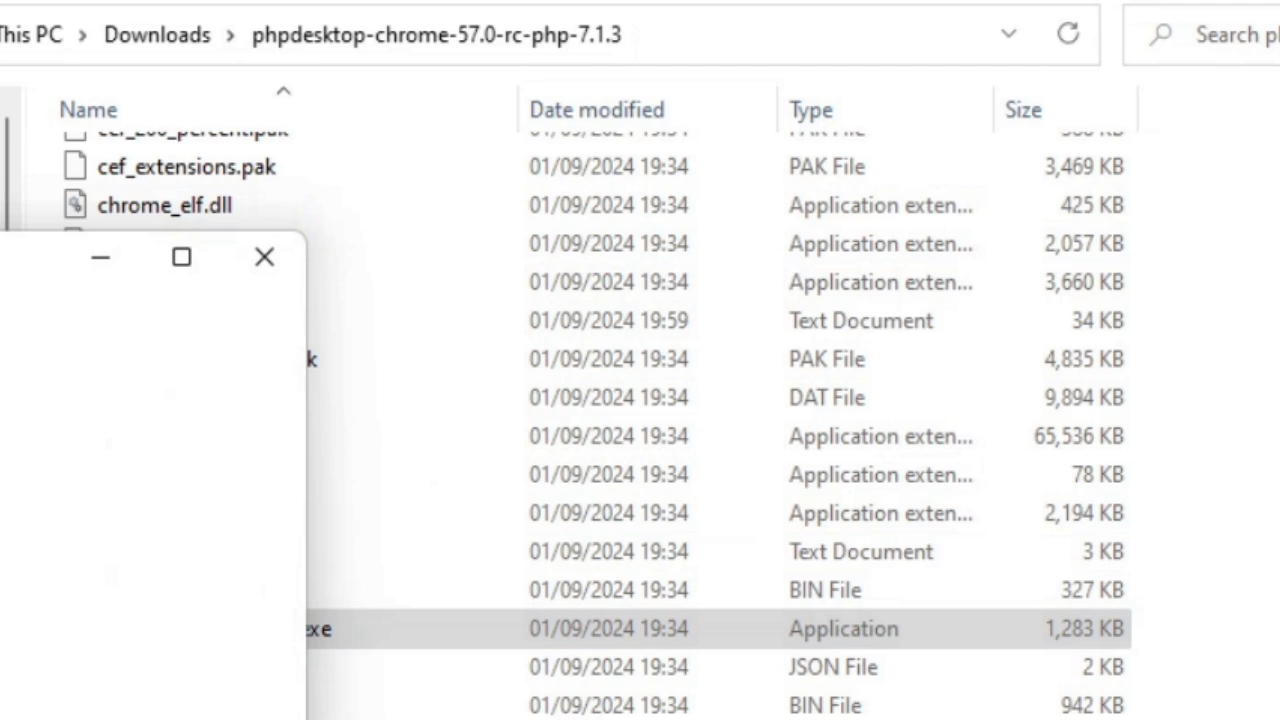 This PC > Downloads > phpdesktop-chrome-57.0-rc-php-7.1.3 Search
Name Date modified Type Size
cef_extensions.pak 01/09/2024 19:34 PAK File 3,469 KB
chrome_elf.dll 01/09/2024 19:34 Application exten... 425 KB
01/09/2024 19:34 Application exten... 2,057 KB
01/09/2024 19:34 Application exten... 3,660 KB
01/09/2024 19:59 Text Document 34 KB
k 01/09/2024 19:34 PAK File 4,835 KB
01/09/2024 19:34 DAT File 9,894 KB
01/09/2024 19:34 Application exten... 65,536 KB
01/09/2024 19:34 Application exten... 78 KB
01/09/2024 19:34 Application exten... 2,194 KB
01/09/2024 19:34 Text Document 3 KB
01/09/2024 19:34 BIN File 327 KB
exe 01/09/2024 19:34 Application 1,283 KB
01/09/2024 19:34 JSON File 2 KB
01/09/2024 19:34 BIN File 942 KB